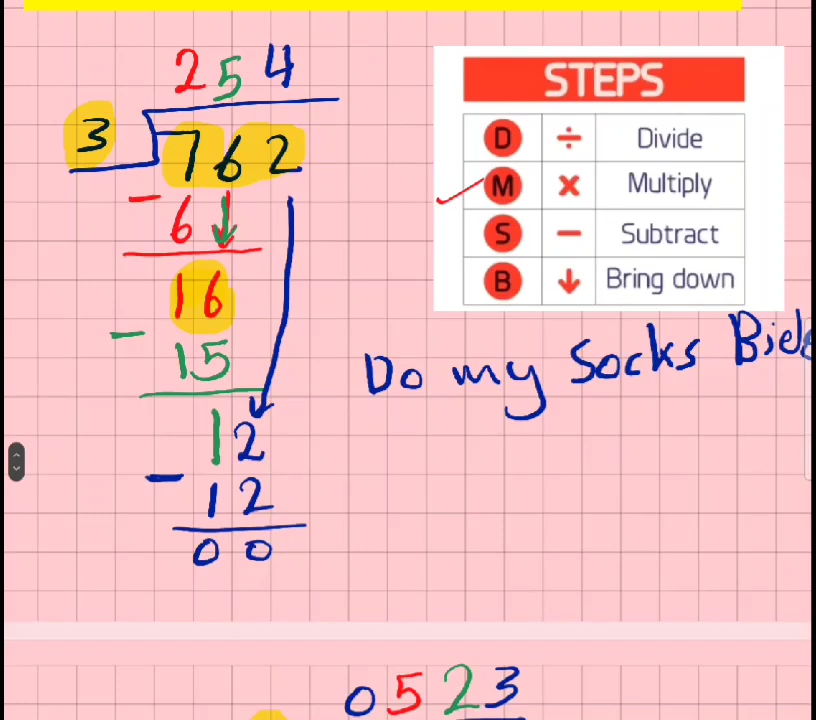 254
3 762
- 6
16
- 15
12
- 12
00
STEPS
D ÷ Divide
M × Multiply
S − Subtract
B ↓ Bring down
Do my Socks
0523